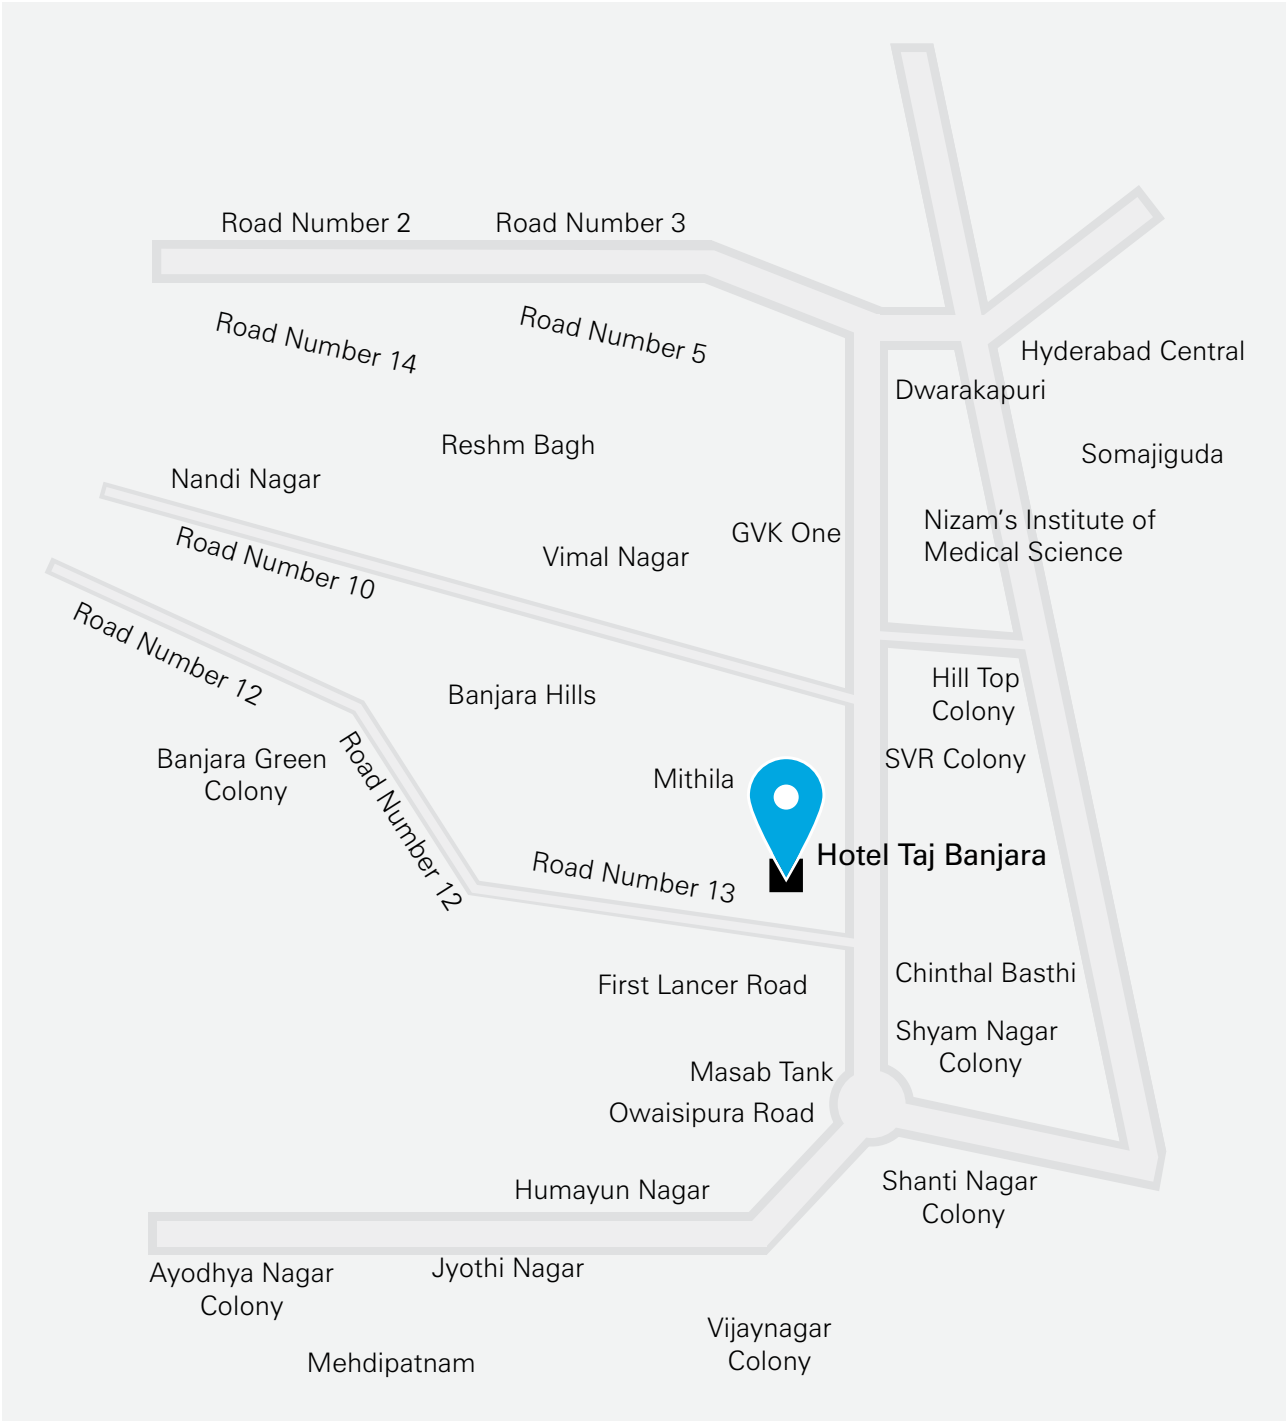 Road Number 2
Road Number 3
Road Number 14
Road Number 5
Hyderabad Central
Dwarakapuri
Reshm Bagh
Somajiguda
Nandi Nagar
Nizam’s Institute of
Medical Science
GVK One
Road Number 10
Vimal Nagar
Road Number 12
Banjara Hills
Hill Top
Colony
Banjara Green
Colony
Road Number 12
SVR Colony
Mithila
Hotel Taj Banjara
Road Number 13
First Lancer Road
Chinthal Basthi
Shyam Nagar
Colony
Masab Tank
Owaisipura Road
Humayun Nagar
Shanti Nagar
Colony
Ayodhya Nagar
Colony
Jyothi Nagar
Vijaynagar
Colony
Mehdipatnam